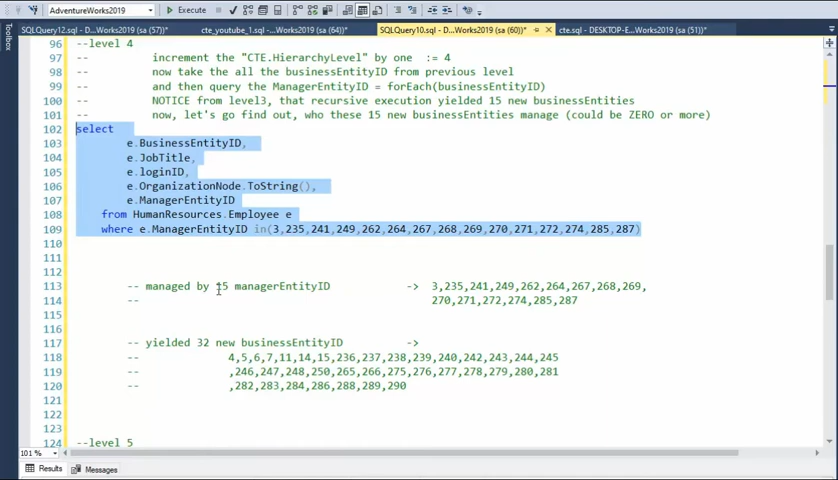 AdventureWorks2019
Execute
SQLQuery12.sql - D...Works2019 (sa (57))*
cte_youtube_1.sql -...Works2019 (sa (64))*
SQLQuery10.sql - D...Works2019 (sa (60))*
cte.sql - DESKTOP-E...Works2019 (sa (51))*
Toolbox
96 --level 4
97 -- increment the "CTE.HierarchyLevel" by one := 4
98 -- now take the all the businessEntityID from previous level
99 -- and then query the ManagerEntityID = forEach(businessEntityID)
100 -- NOTICE from level3, that recursive execution yielded 15 new businessEntities
101 -- now, let's go find out, who these 15 new businessEntities manage (could be ZERO or more)
102 select
103 e.BusinessEntityID,
104 e.JobTitle,
105 e.loginID,
106 e.OrganizationNode.ToString(),
107 e.ManagerEntityID
108 from HumanResources.Employee e
109 where e.ManagerEntityID in(3,235,241,249,262,264,267,268,269,270,271,272,274,285,287)
110
111
112
113 -- managed by 15 managerEntityID -> 3,235,241,249,262,264,267,268,269,
114 -- 270,271,272,274,285,287
115
116
117 -- yielded 32 new businessEntityID ->
118 -- 4,5,6,7,11,14,15,236,237,238,239,240,242,243,244,245
119 -- ,246,247,248,250,265,266,275,276,277,278,279,280,281
120 -- ,282,283,284,286,288,289,290
121
122
123
124 --level 5
101 %
Results
Messages